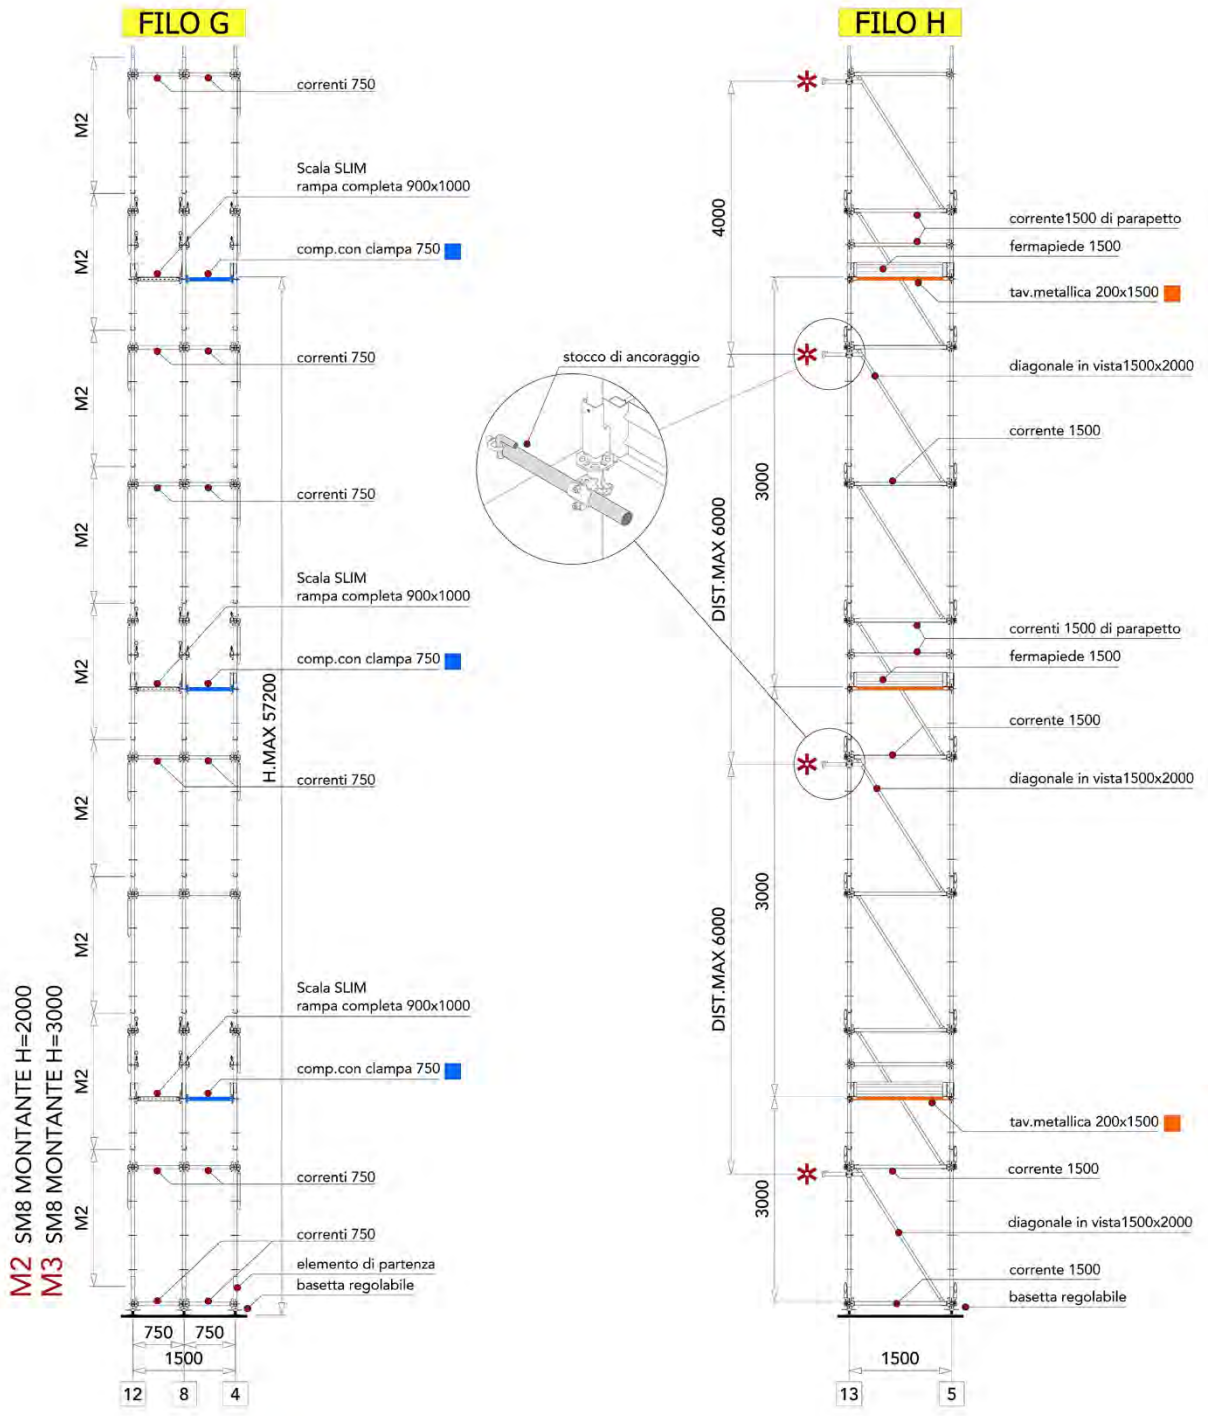 FILO G
M2
M2
M2
M2
M2
M2
M2
M2
M2
correnti 750
Scala SLIM
rampa completa 900x1000
comp.con clampa 750
correnti 750
correnti 750
Scala SLIM
rampa completa 900x1000
comp.con clampa 750
correnti 750
Scala SLIM
rampa completa 900x1000
comp.con clampa 750
correnti 750
correnti 750
elemento di partenza
basetta regolabile
H.MAX 57200
750
750
1500
12
8
4
M2 SM8 MONTANTE H=2000
M3 SM8 MONTANTE H=3000
stocco di ancoraggio
FILO H
4000
DIST.MAX 6000
DIST.MAX 6000
3000
3000
3000
corrente1500 di parapetto
fermapiede 1500
tav.metallica 200x1500
diagonale in vista1500x2000
corrente 1500
correnti 1500 di parapetto
fermapiede 1500
corrente 1500
diagonale in vista1500x2000
tav.metallica 200x1500
corrente 1500
diagonale in vista1500x2000
corrente 1500
basetta regolabile
1500
13
5